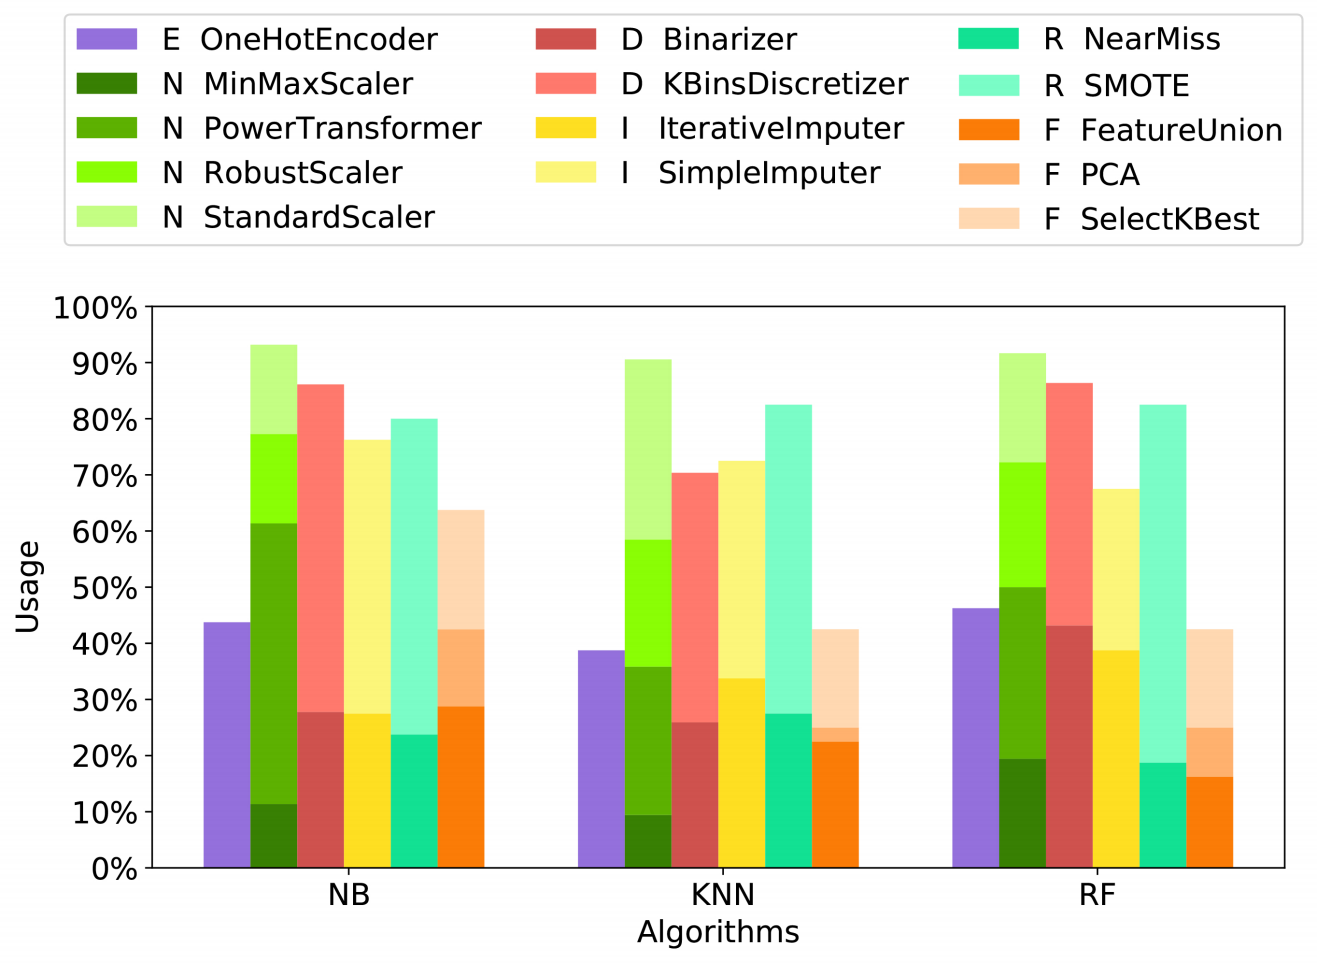 E OneHotEncoder
N MinMaxScaler
N PowerTransformer
N RobustScaler
N StandardScaler
D Binarizer
D KBinsDiscretizer
I IterativeImputer
I SimpleImputer
R NearMiss
R SMOTE
F FeatureUnion
F PCA
F SelectKBest
100%
90%
80%
70%
60%
50%
40%
30%
20%
10%
0%
Usage
NB KNN RF
Algorithms